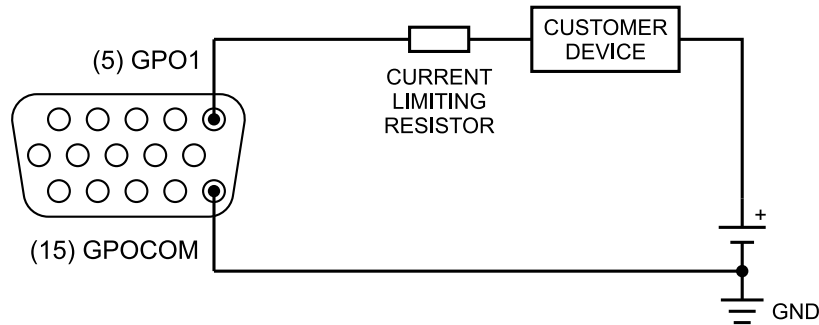 CUSTOMER
DEVICE
(5) GPO1
CURRENT
LIMITING
RESISTOR
(15) GPOCOM
+
GND